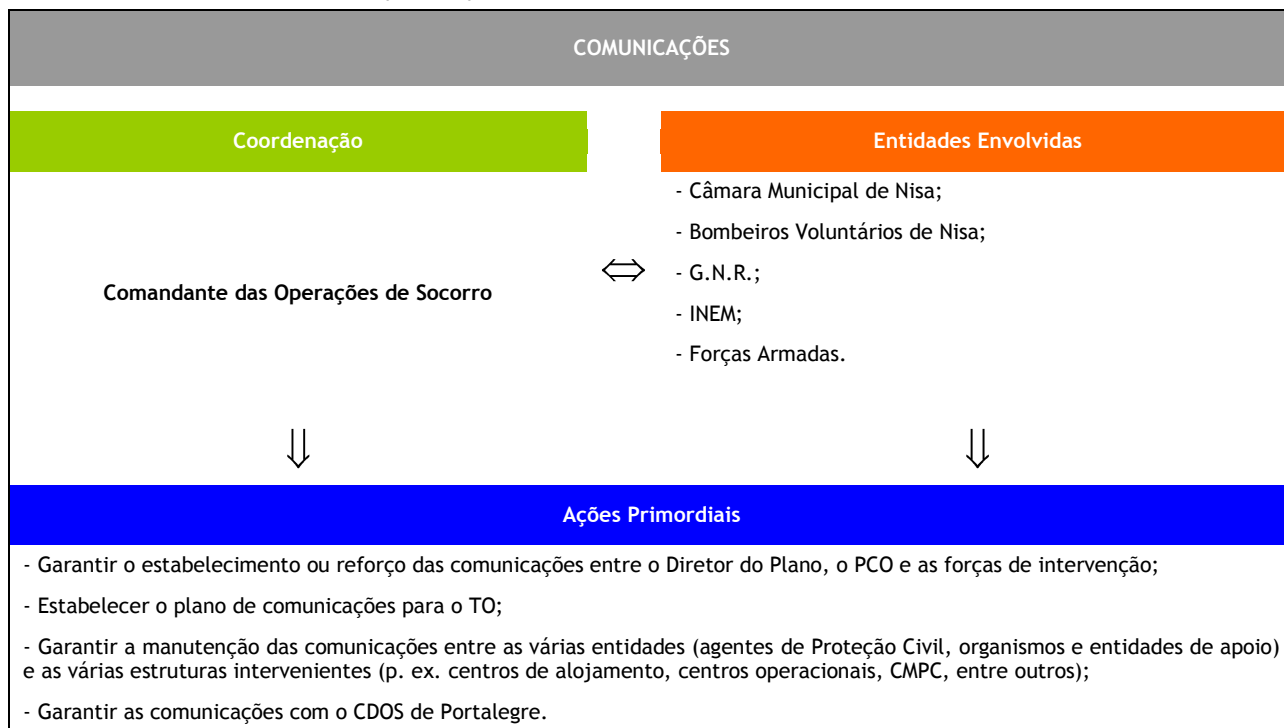 COMUNICAÇÕES
Coordenação
Entidades Envolvidas
Comandante das Operações de Socorro
⇔
- Câmara Municipal de Nisa;
- Bombeiros Voluntários de Nisa;
- G.N.R.;
- INEM;
- Forças Armadas.
⇓
⇓
Ações Primordiais
- Garantir o estabelecimento ou reforço das comunicações entre o Diretor do Plano, o PCO e as forças de intervenção;
- Estabelecer o plano de comunicações para o TO;
- Garantir a manutenção das comunicações entre as várias entidades (agentes de Proteção Civil, organismos e entidades de apoio)
e as várias estruturas intervenientes (p. ex. centros de alojamento, centros operacionais, CMPC, entre outros);
- Garantir as comunicações com o CDOS de Portalegre.